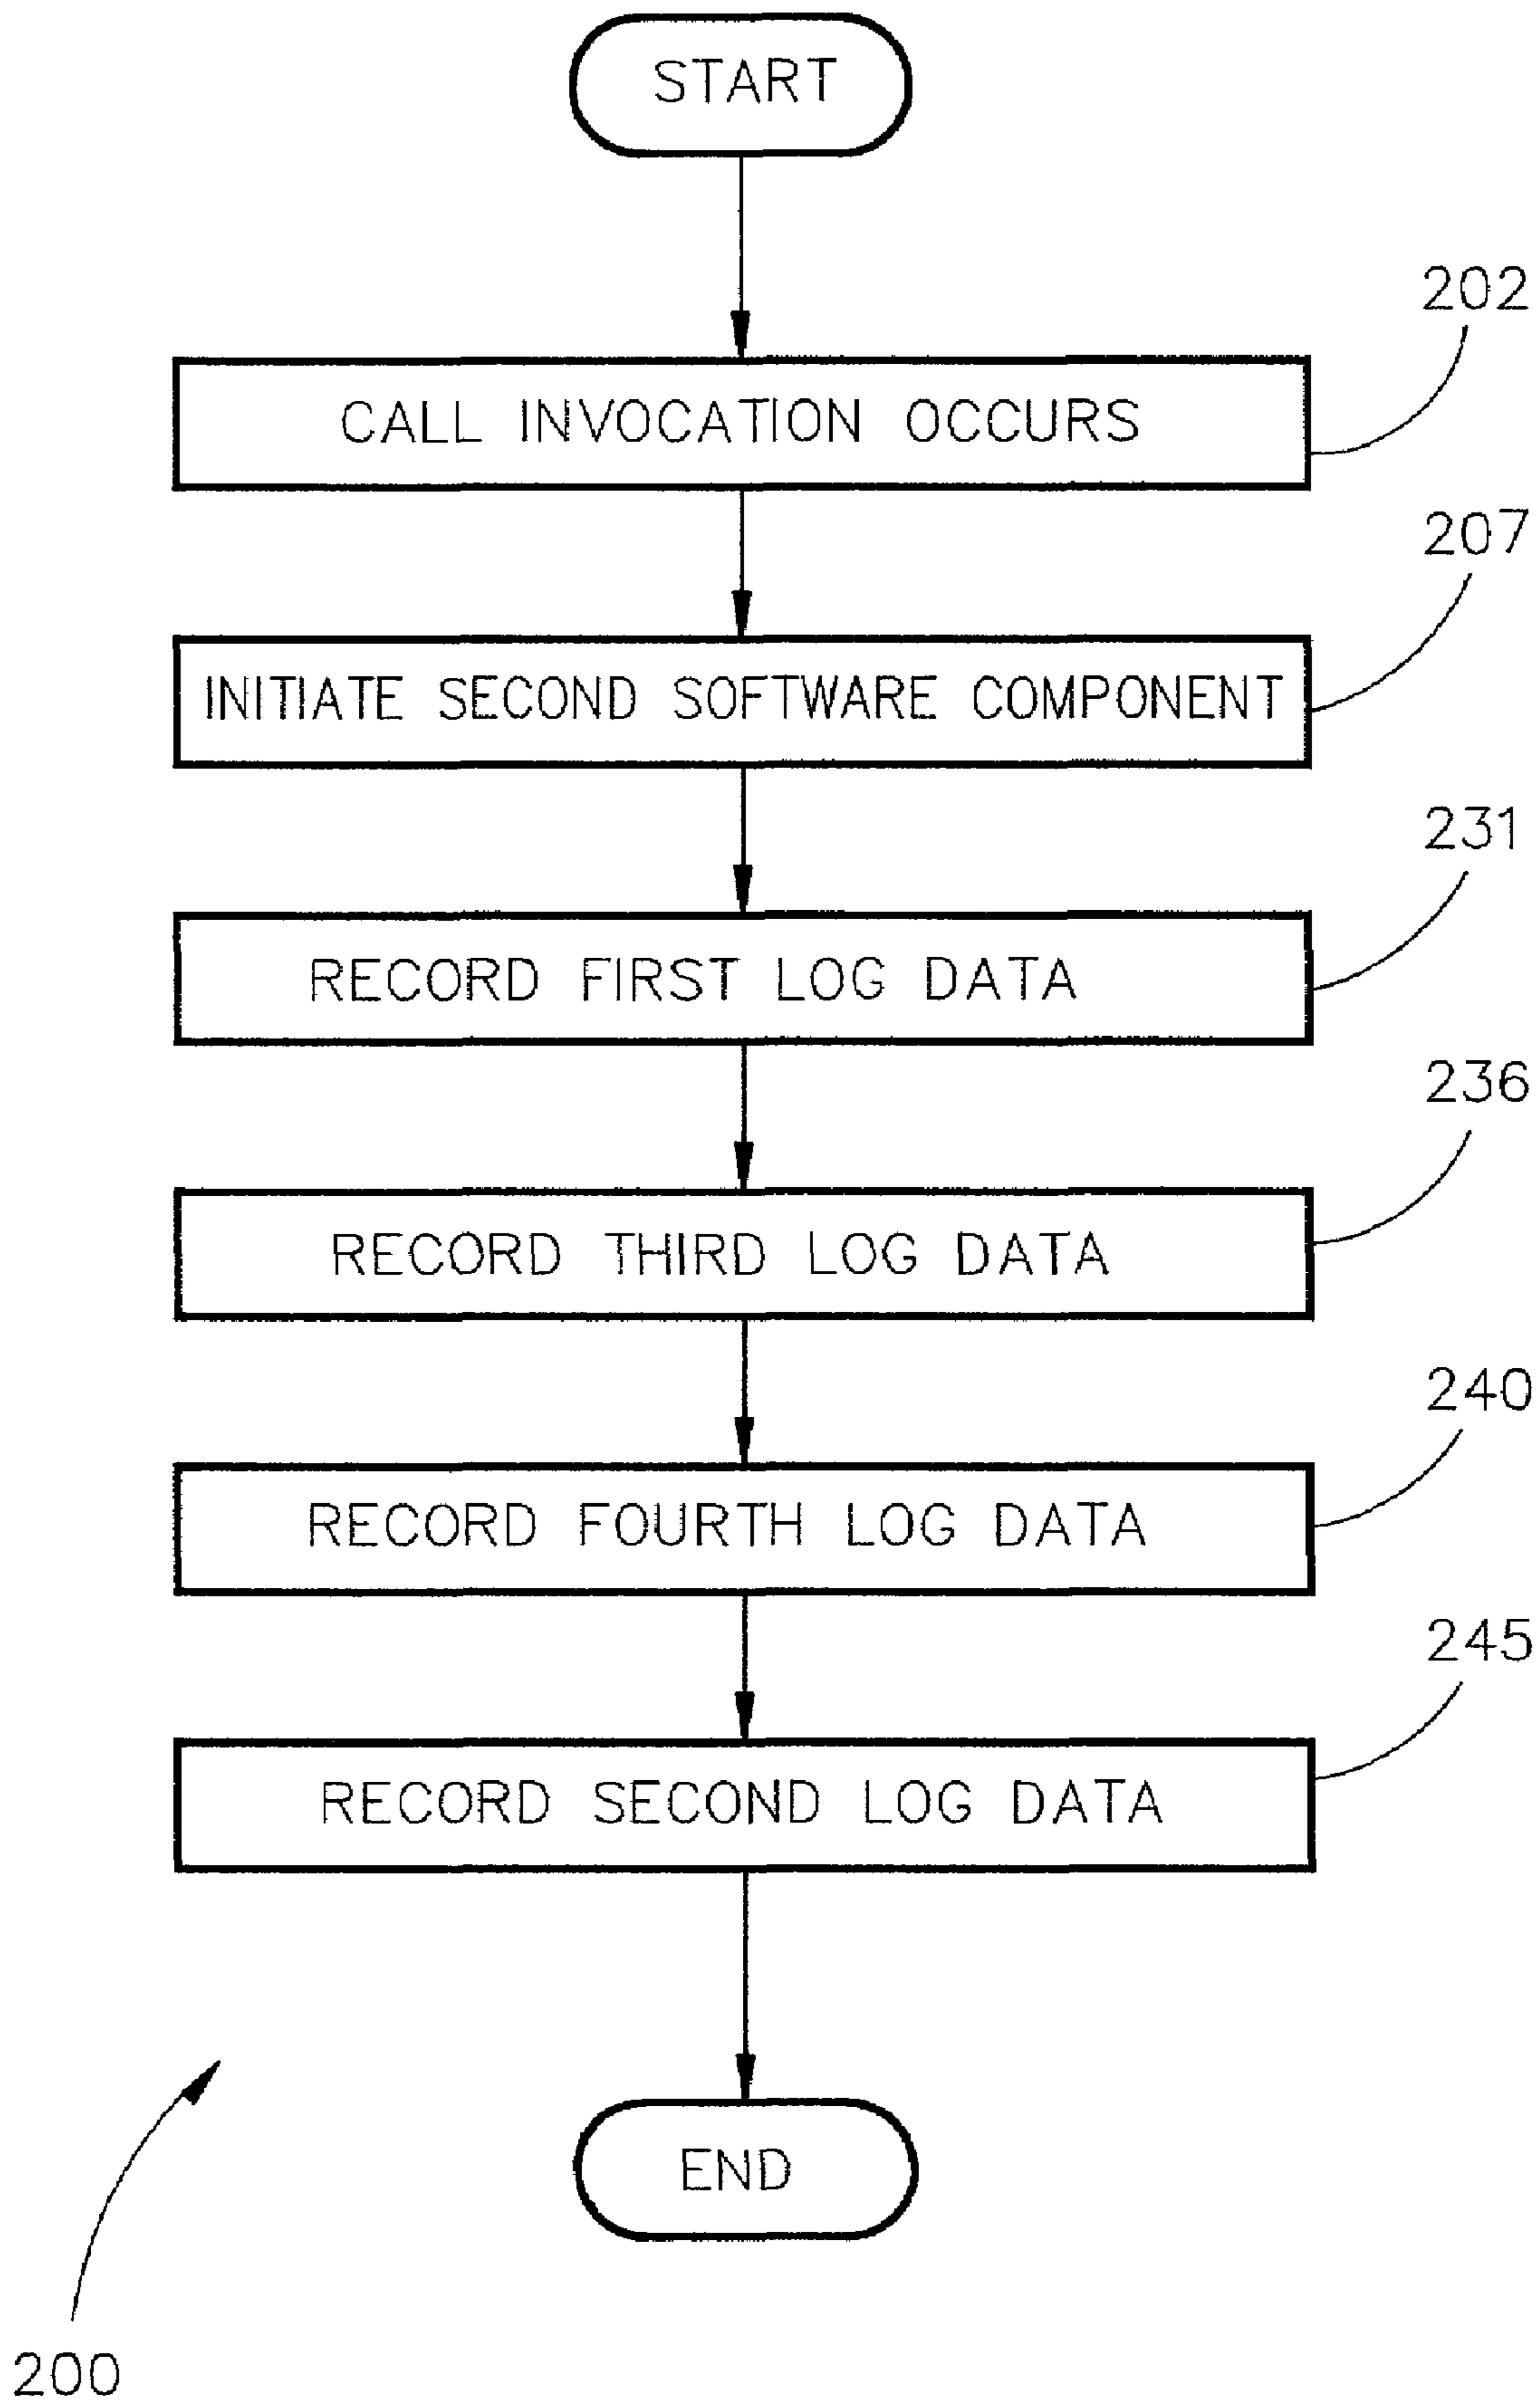 START
202
CALL INVOCATION OCCURS
207
INITIATE SECOND SOFTWARE COMPONENT
231
RECORD FIRST LOG DATA
236
RECORD THIRD LOG DATA
240
RECORD FOURTH LOG DATA
245
RECORD SECOND LOG DATA
END
200